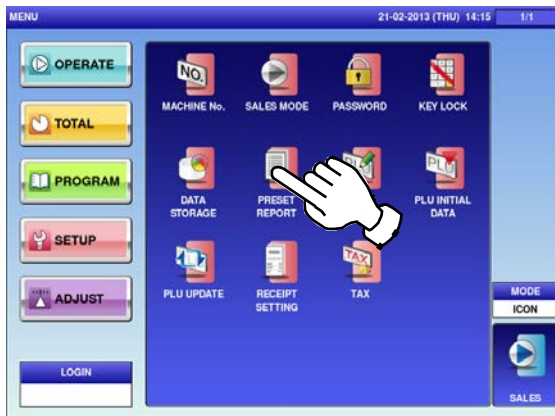 MENU
21-02-2013 (THU) 14:15
1/1
OPERATE
TOTAL
PROGRAM
SETUP
ADJUST
LOGIN
NO.
MACHINE No.
SALES MODE
PASSWORD
KEY LOCK
DATA
STORAGE
PRESET
REPORT
PLU
PLU
PLU INITIAL
DATA
PLU UPDATE
RECEIPT
SETTING
TAX
TAX
MODE
ICON
SALES